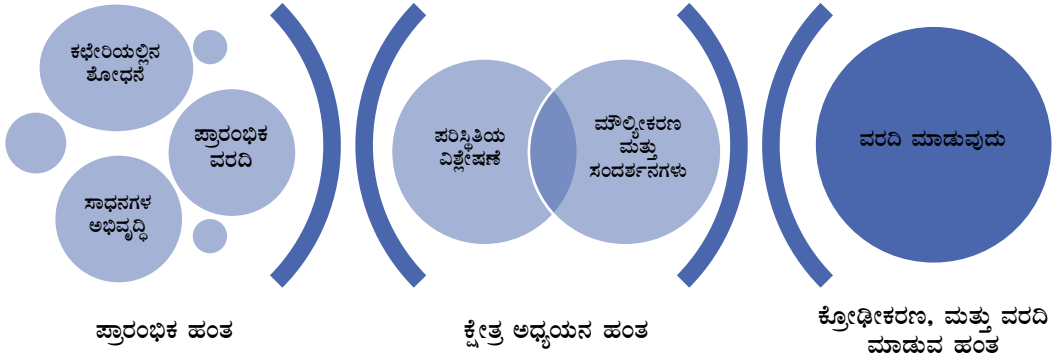 ಕಛೇರಿಯಲ್ಲಿನ
ಶೋಧನೆ
ಪ್ರಾರಂಭಿಕ
ವರದಿ
ಸಾಧನಗಳ
ಅಭಿವೃದ್ಧಿ
ಪ್ರಾರಂಭಿಕ ಹಂತ
ಪರಿಸ್ಥಿತಿಯ
ವಿಶ್ಲೇಷಣೆ
ಮೌಲ್ಯೀಕರಣ
ಮತ್ತು
ಸಂದರ್ಶನಗಳು
ಕ್ಷೇತ್ರ ಅಧ್ಯಯನ ಹಂತ
ವರದಿ ಮಾಡುವುದು
ಕ್ರೋಢೀಕರಣ, ಮತ್ತು ವರದಿ
ಮಾಡುವ ಹಂತ